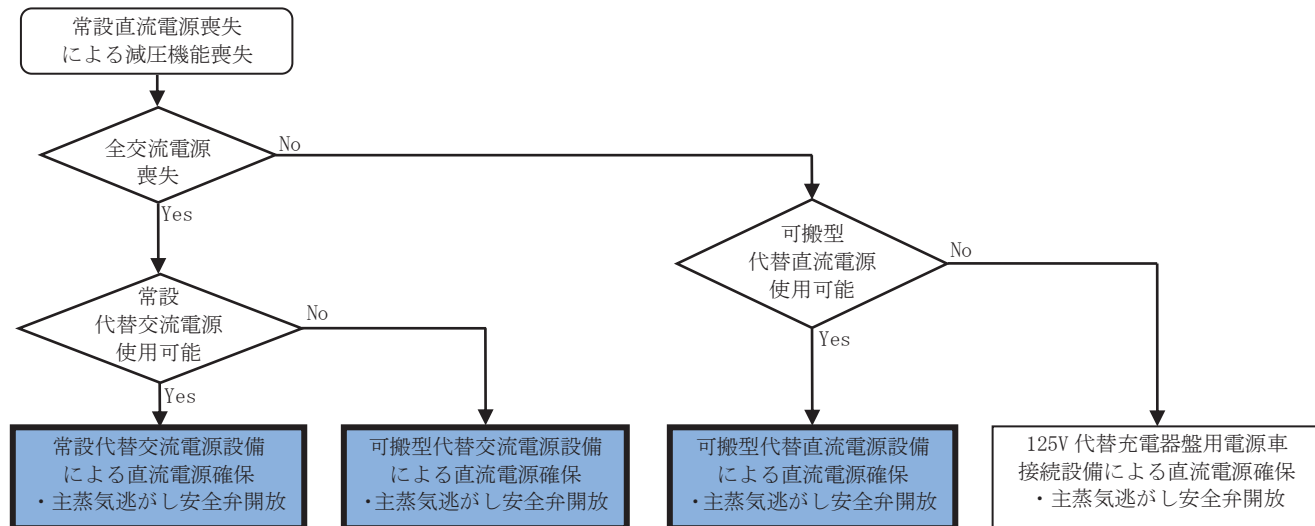 常設直流電源喪失
による減圧機能喪失
全交流電源
喪失
No
Yes
可搬型
代替直流電源
使用可能
No
Yes
常設
代替交流電源
使用可能
No
Yes
常設代替交流電源設備
による直流電源確保
・主蒸気逃がし安全弁開放
可搬型代替交流電源設備
による直流電源確保
・主蒸気逃がし安全弁開放
可搬型代替直流電源設備
による直流電源確保
・主蒸気逃がし安全弁開放
125V 代替充電器盤用電源車
接続設備による直流電源確保
・主蒸気逃がし安全弁開放